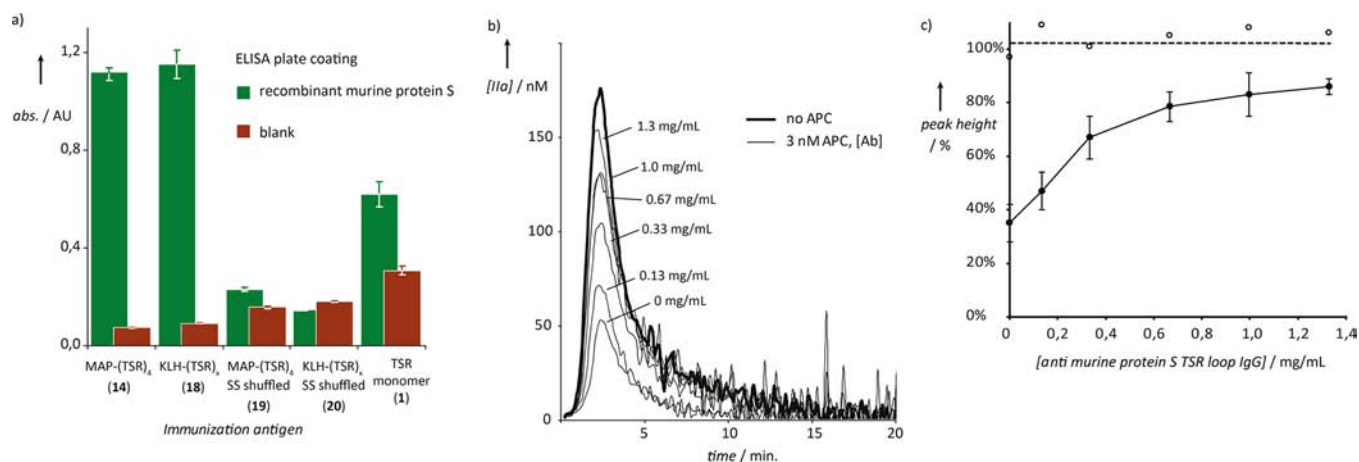 a)
1,2
abs. / AU
0,8
0,4
0,0
ELISA plate coating
recombinant murine protein S
blank
MAP-(TSR)₄ (14)
KLH-(TSR)ₓ (18)
MAP-(TSR)₄ SS shuffled (19)
KLH-(TSR)ₓ SS shuffled (20)
TSR monomer (1)
Immunization antigen
b)
[IIa] / nM
150
100
50
0
no APC
3 nM APC, [Ab]
1.3 mg/mL
1.0 mg/mL
0.67 mg/mL
0.33 mg/mL
0.13 mg/mL
0 mg/mL
5 10 15 20
time / min.
c)
100%
80%
peak height / %
60%
40%
20%
0%
0 0,2 0,4 0,6 0,8 1,0 1,2 1,4
[anti murine protein S TSR loop IgG] / mg/mL